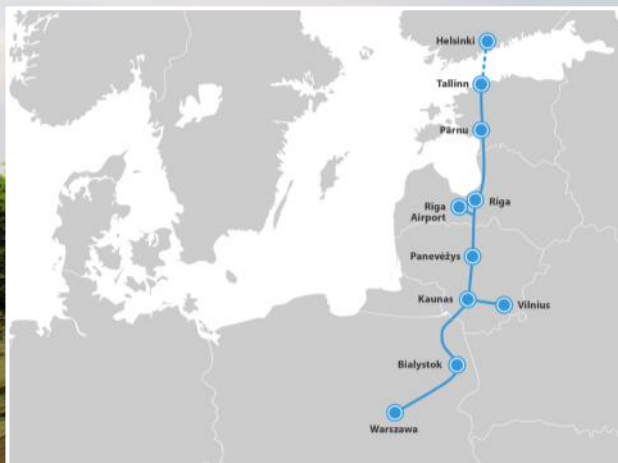 Helsinki
Tallinn
Pärnu
Riga
Riga
Airport
Panevėžys
Kaunas
Vilnius
Bialystok
Warszawa